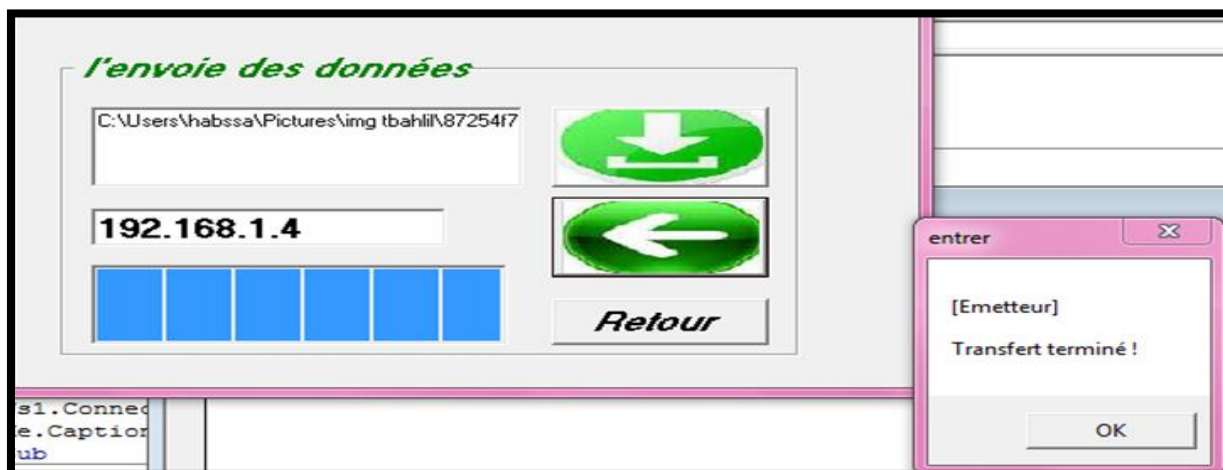 l'envoie des données
C:\Users\habssa\Pictures\img tbahlil\87254f7
192.168.1.4
Retour
entrer
[Emetteur]
Transfert terminé !
OK
s1.Connec
e.Caption
ub